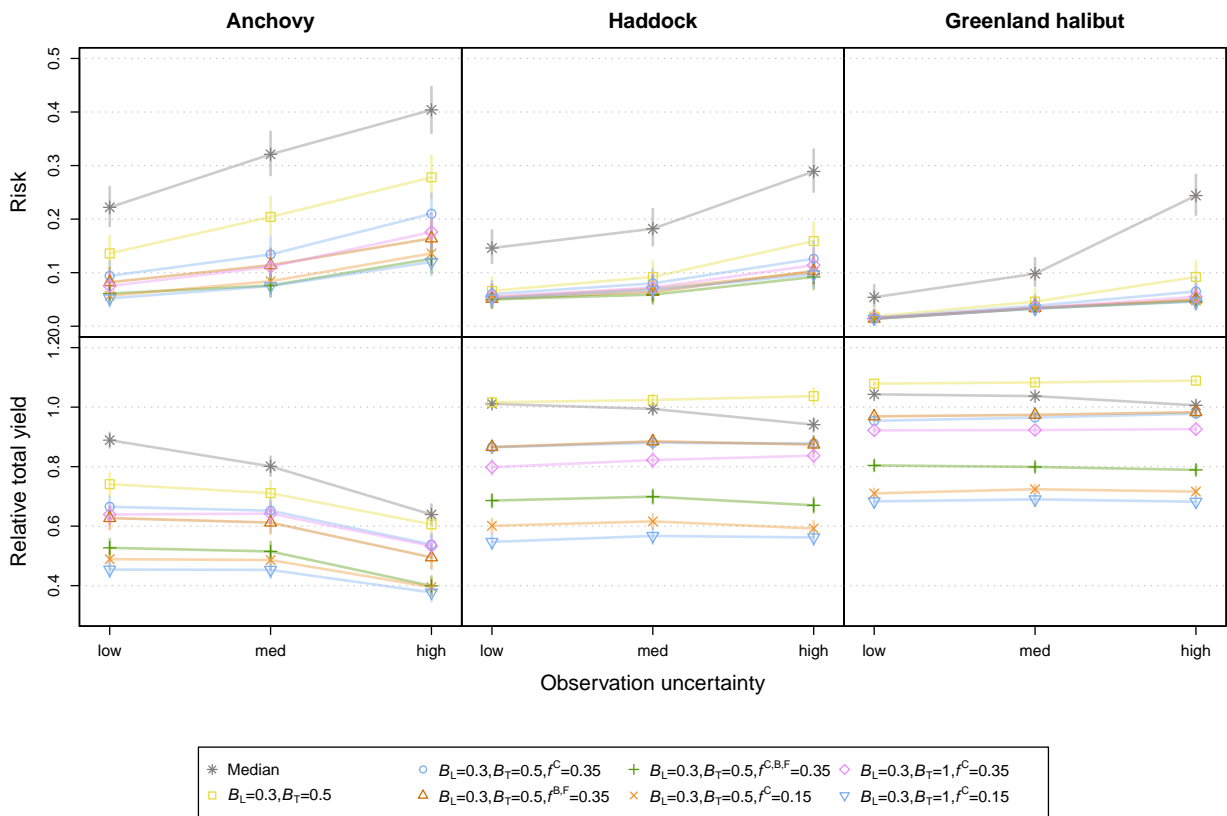 Anchovy Haddock Greenland halibut
0.5
0.4
0.3
0.2
0.1
0.0
Risk
1.2
1.0
0.8
0.6
0.4
Relative total yield
low med high low med high low med high
Observation uncertainty
Median B_L=0.3,B_T=0.5,f^C=0.35 B_L=0.3,B_T=0.5,f^C,B,F=0.35 B_L=0.3,B_T=1,f^C=0.35
B_L=0.3,B_T=0.5 B_L=0.3,B_T=0.5,f^B,F=0.35 B_L=0.3,B_T=0.5,f^C=0.15 B_L=0.3,B_T=1,f^C=0.15